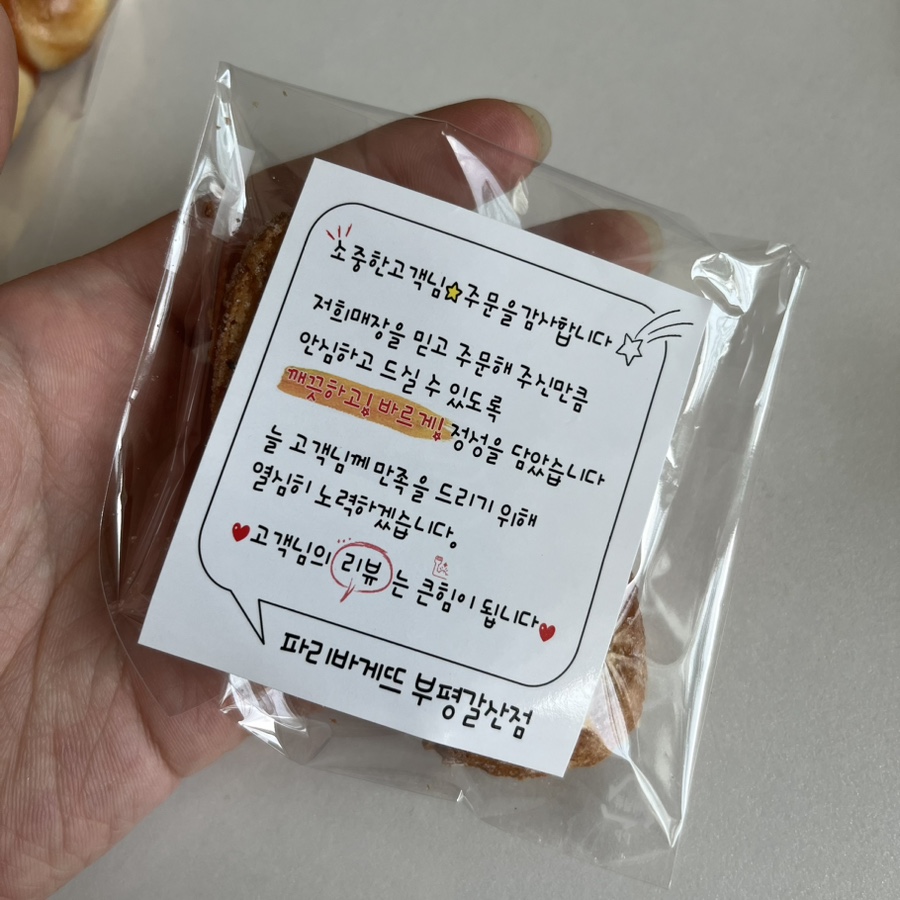 소중한고객님⭐주문을감사합니다
저희매장을 믿고 주문해 주신만큼
안심하고 드실 수 있도록
깨끗하고! 바르게! 정성을 담았습니다
늘 고객님께 만족을 드리기 위해
열심히 노력하겠습니다.
고객님의 리뷰는 큰힘이 됩니다
파리바게뜨 부평갈산점